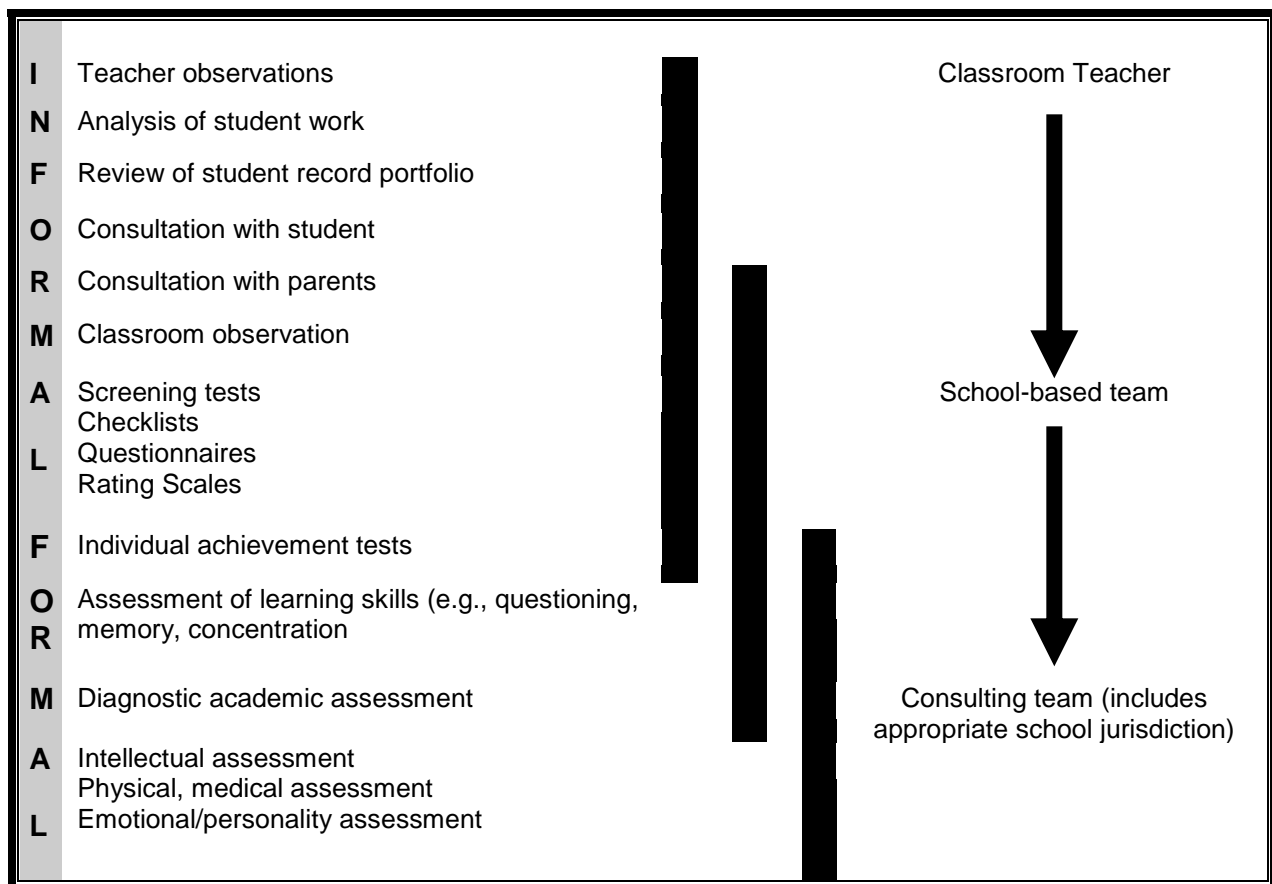 I Teacher observations Classroom Teacher
N Analysis of student work
F Review of student record portfolio
O Consultation with student
R Consultation with parents
M Classroom observation
A Screening tests School-based team
Checklists
L Questionnaires
Rating Scales
F Individual achievement tests
O Assessment of learning skills (e.g., questioning,
R memory, concentration
M Diagnostic academic assessment Consulting team (includes
appropriate school jurisdiction)
A Intellectual assessment
Physical, medical assessment
L Emotional/personality assessment